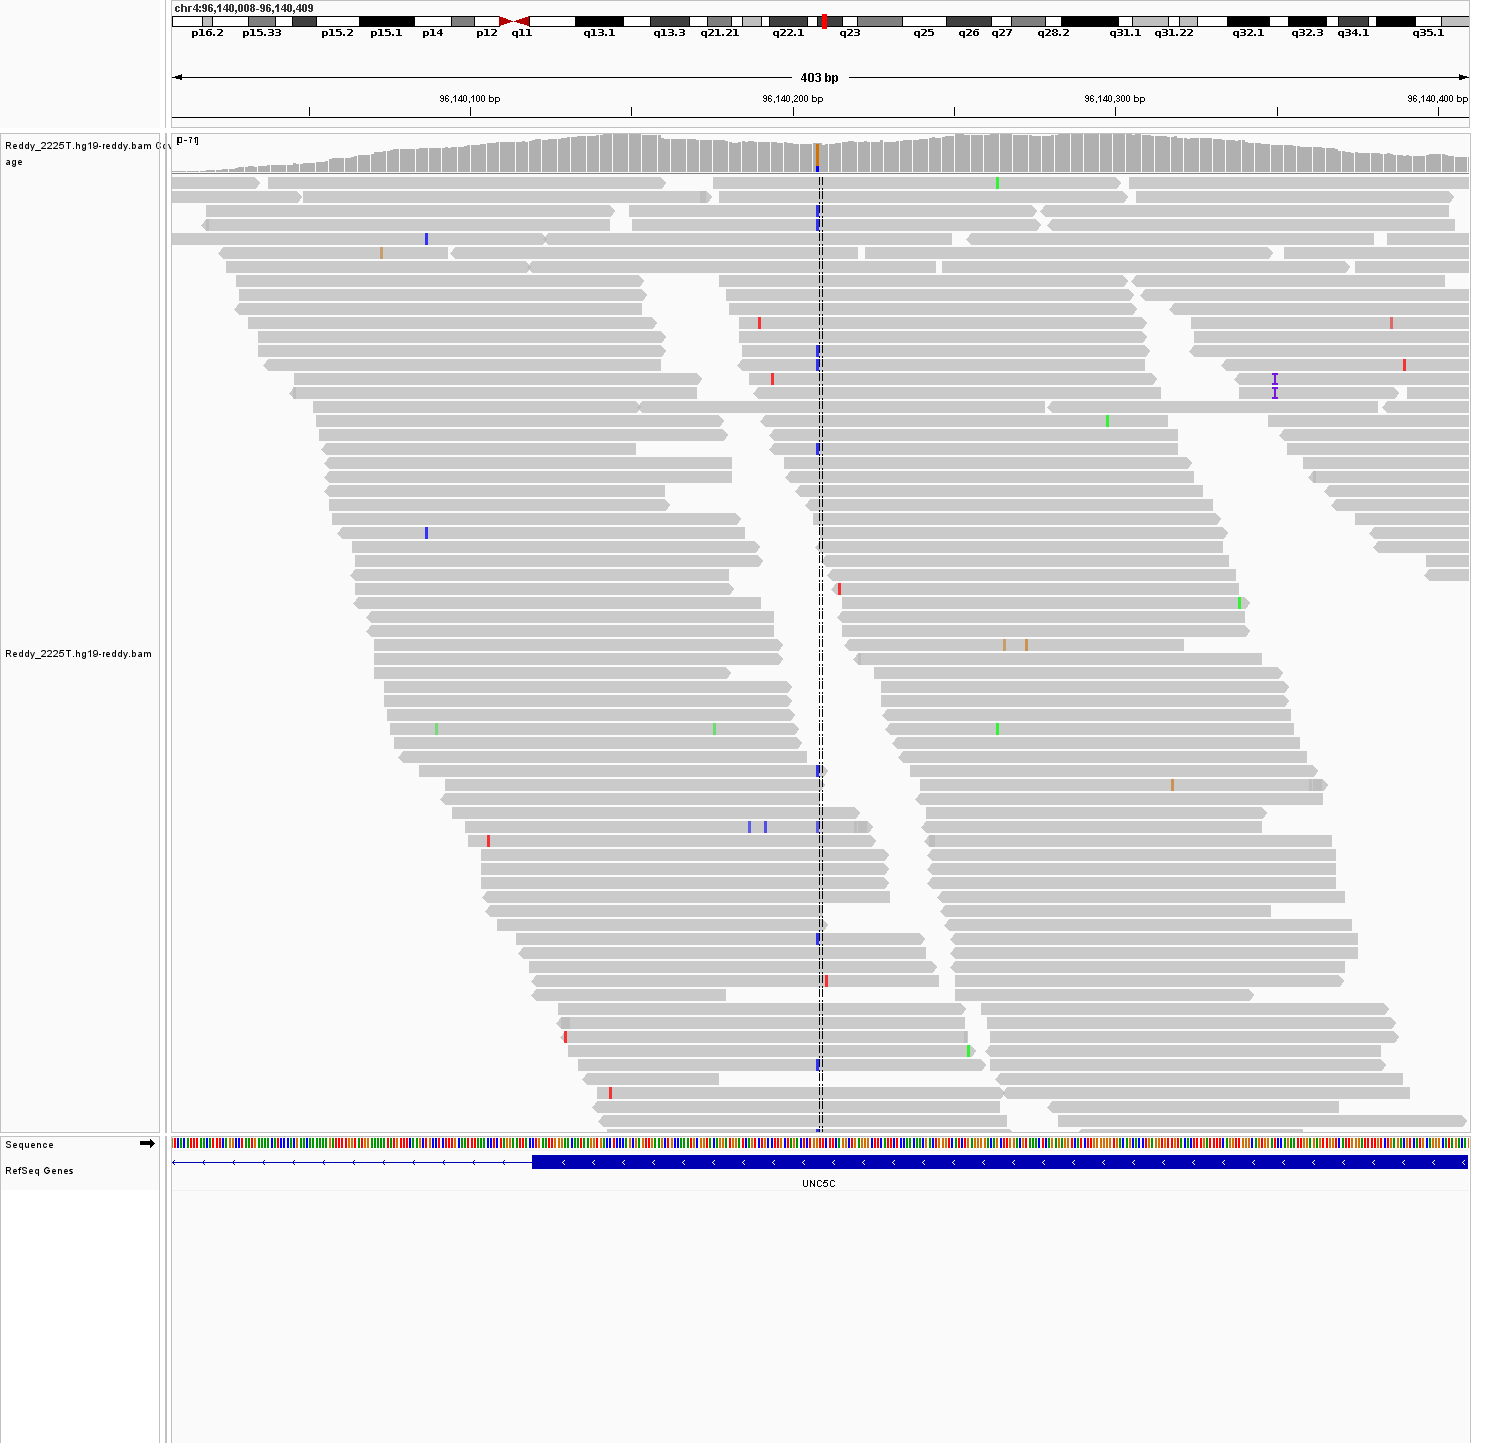 chr4:96,140,008-96,140,409
p16.2 p15.33 p15.2 p15.1 p14 p12 q11 q13.1 q13.3 q21.21 q22.1 q23 q25 q26 q27 q28.2 q31.1 q31.22 q32.1 q32.3 q34.1 q35.1
403 bp
96,140,100 bp 96,140,200 bp 96,140,300 bp 96,140,400 bp
Reddy_2225T.hg19-reddy.bam Cov
age
[0-71]
Reddy_2225T.hg19-reddy.bam
Sequence
RefSeq Genes
UNC5C